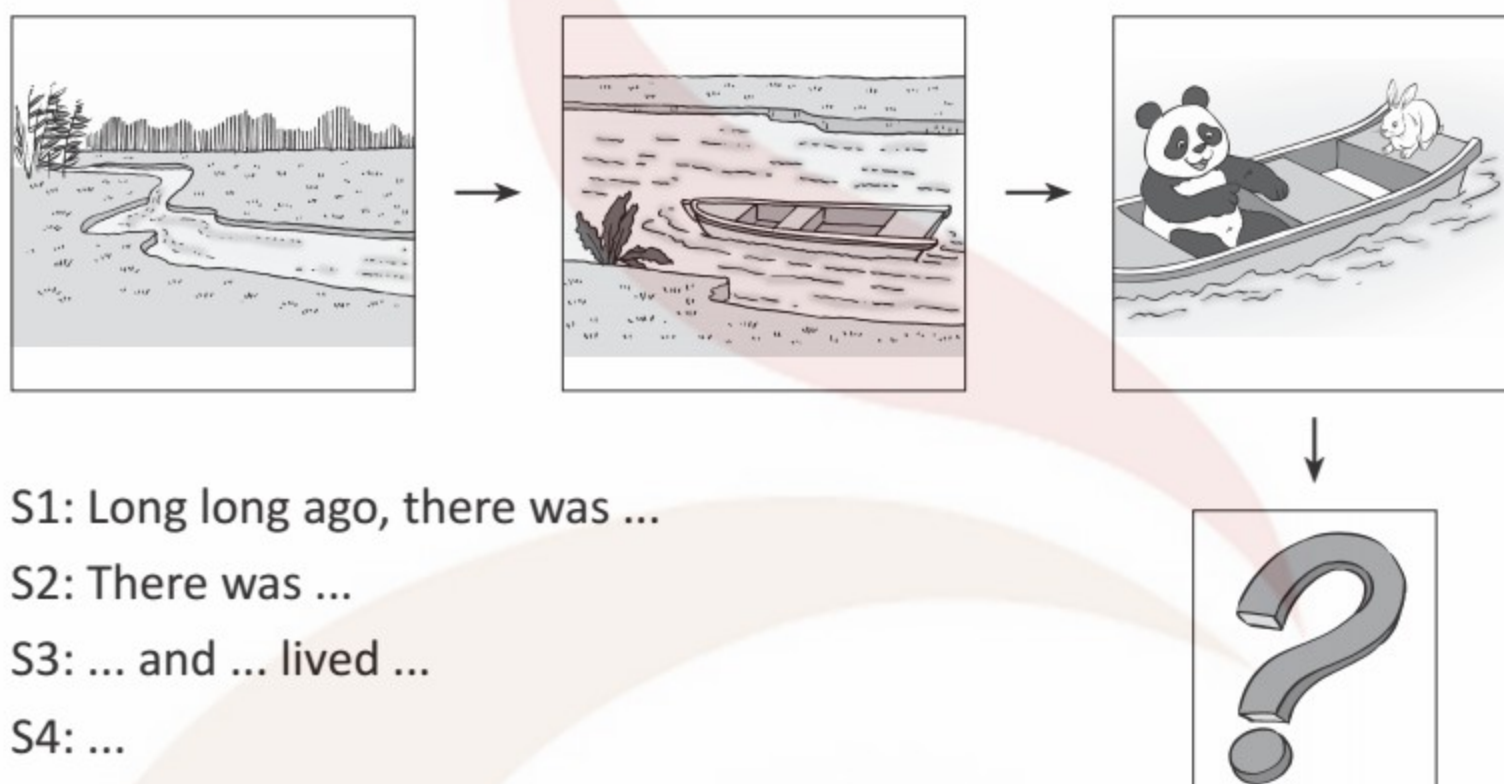 S1: Long long ago, there was ...
S2: There was ...
S3: ... and ... lived ...
S4: ...